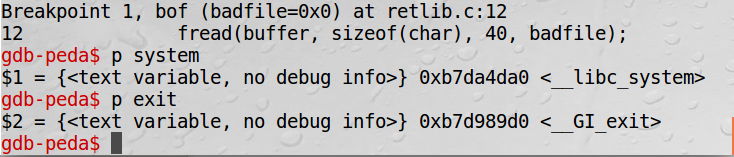 Breakpoint 1, bof (badfile=0x0) at retlib.c:12
12              fread(buffer, sizeof(char), 40, badfile);
gdb-peda$ p system
$1 = {<text variable, no debug info>} 0xb7da4da0 <__libc_system>
gdb-peda$ p exit
$2 = {<text variable, no debug info>} 0xb7d989d0 <__GI_exit>
gdb-peda$